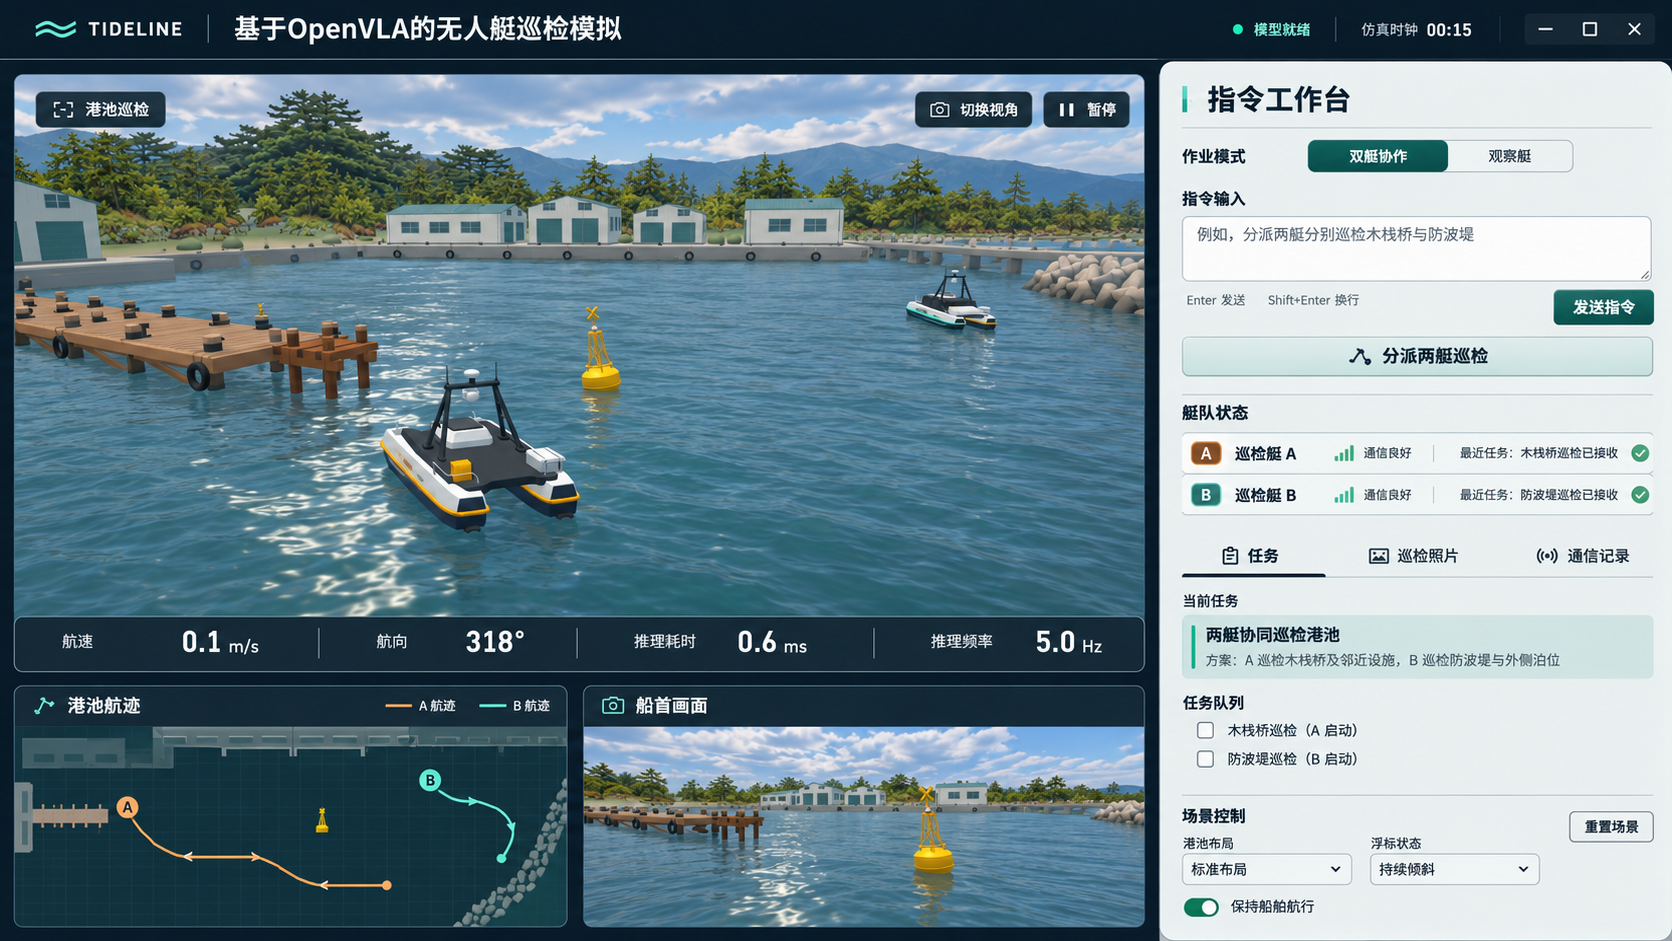 TIDELINE
基于OpenVLA的无人艇巡检模拟
模型就绪
仿真时钟 00:15
港池巡检
切换视角
暂停
航速 0.1 m/s
航向 318°
推理耗时 0.6 ms
推理频率 5.0 Hz
港池航迹
A 航迹
B 航迹
A
B
船首画面
指令工作台
作业模式
双艇协作
观察艇
指令输入
例如，分派两艇分别巡检木栈桥与防波堤
Enter 发送
Shift+Enter 换行
发送指令
分派两艇巡检
艇队状态
A 巡检艇 A 通信良好 最近任务：木栈桥巡检已接收
B 巡检艇 B 通信良好 最近任务：防波堤巡检已接收
任务
巡检照片
通信记录
当前任务
两艇协同巡检港池
方案：A 巡检木栈桥及邻近设施，B 巡检防波堤与外侧泊位
任务队列
木栈桥巡检（A 启动）
防波堤巡检（B 启动）
场景控制
重置场景
港池布局
浮标状态
标准布局
持续倾斜
保持船舶航行